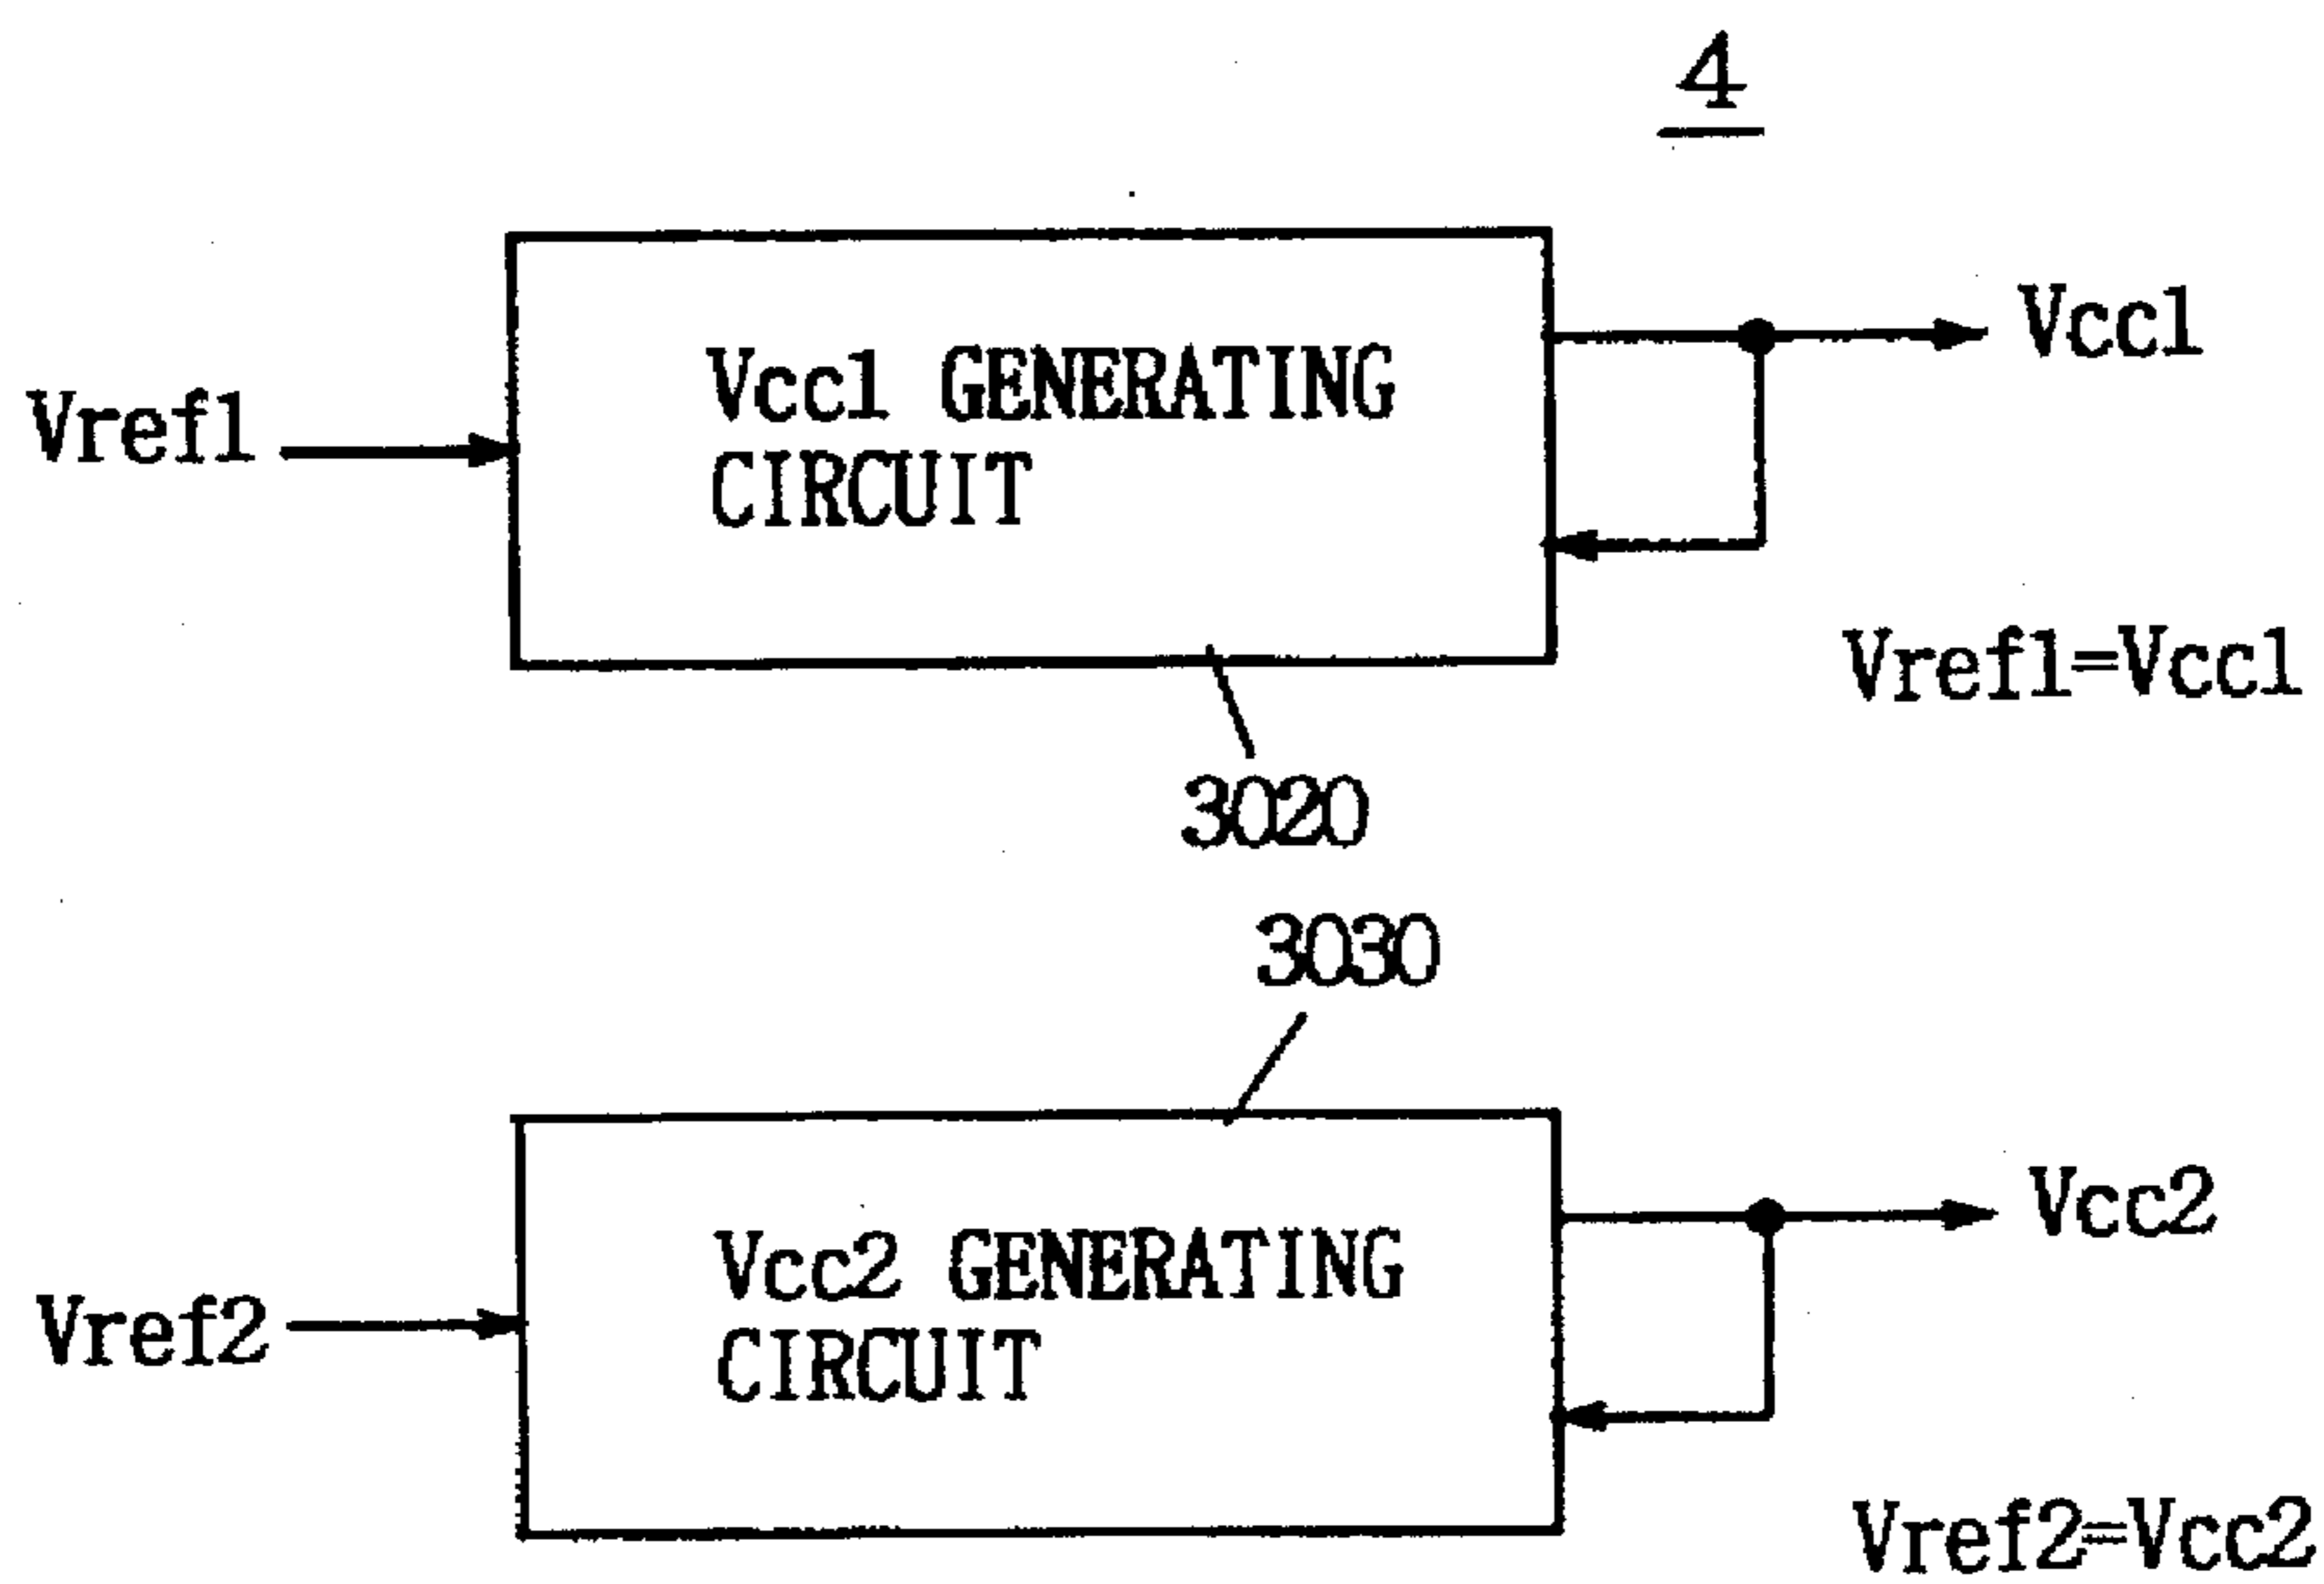 4
Vcc1
Vcc1 GENERATING
CIRCUIT
Vref1
Vref1=Vcc1
3020
3030
Vcc2
Vcc2 GENERATING
CIRCUIT
Vref2
Vref2=Vcc2